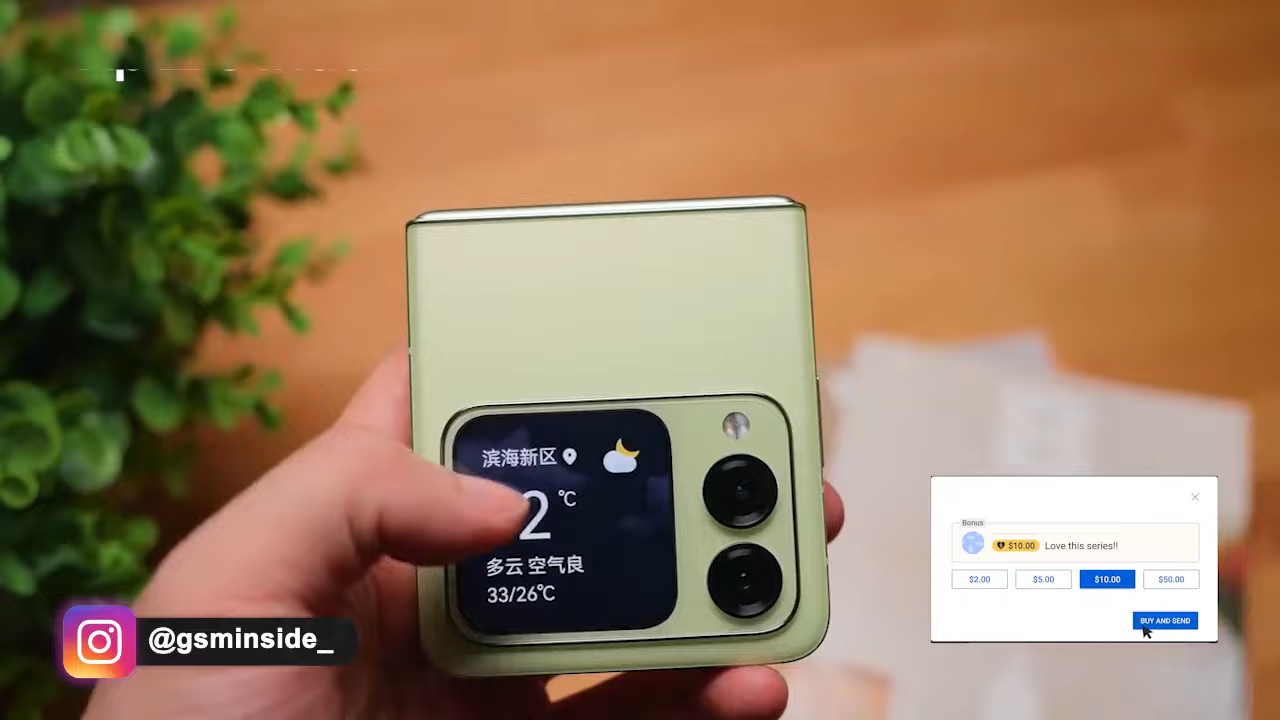 滨海新区
2 ℃
多云 空气良
33/26℃
@gsminside_
Bonus
$10.00 Love this series!!
$2.00 $5.00 $10.00 $50.00
BUY AND SEND